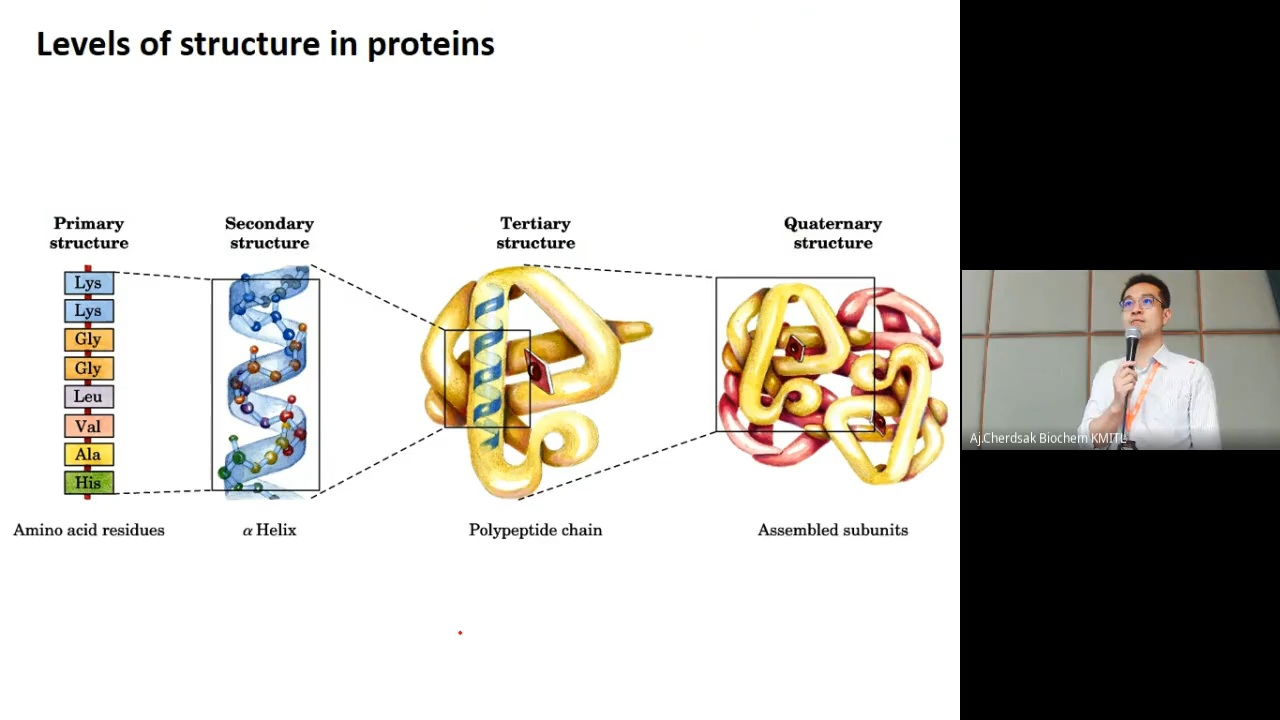 Levels of structure in proteins
Primary
structure
Secondary
structure
Tertiary
structure
Quaternary
structure
Lys
Lys
Gly
Gly
Leu
Val
Ala
His
Amino acid residues
α Helix
Polypeptide chain
Assembled subunits
Aj.Cherdsak Biochem KMITL